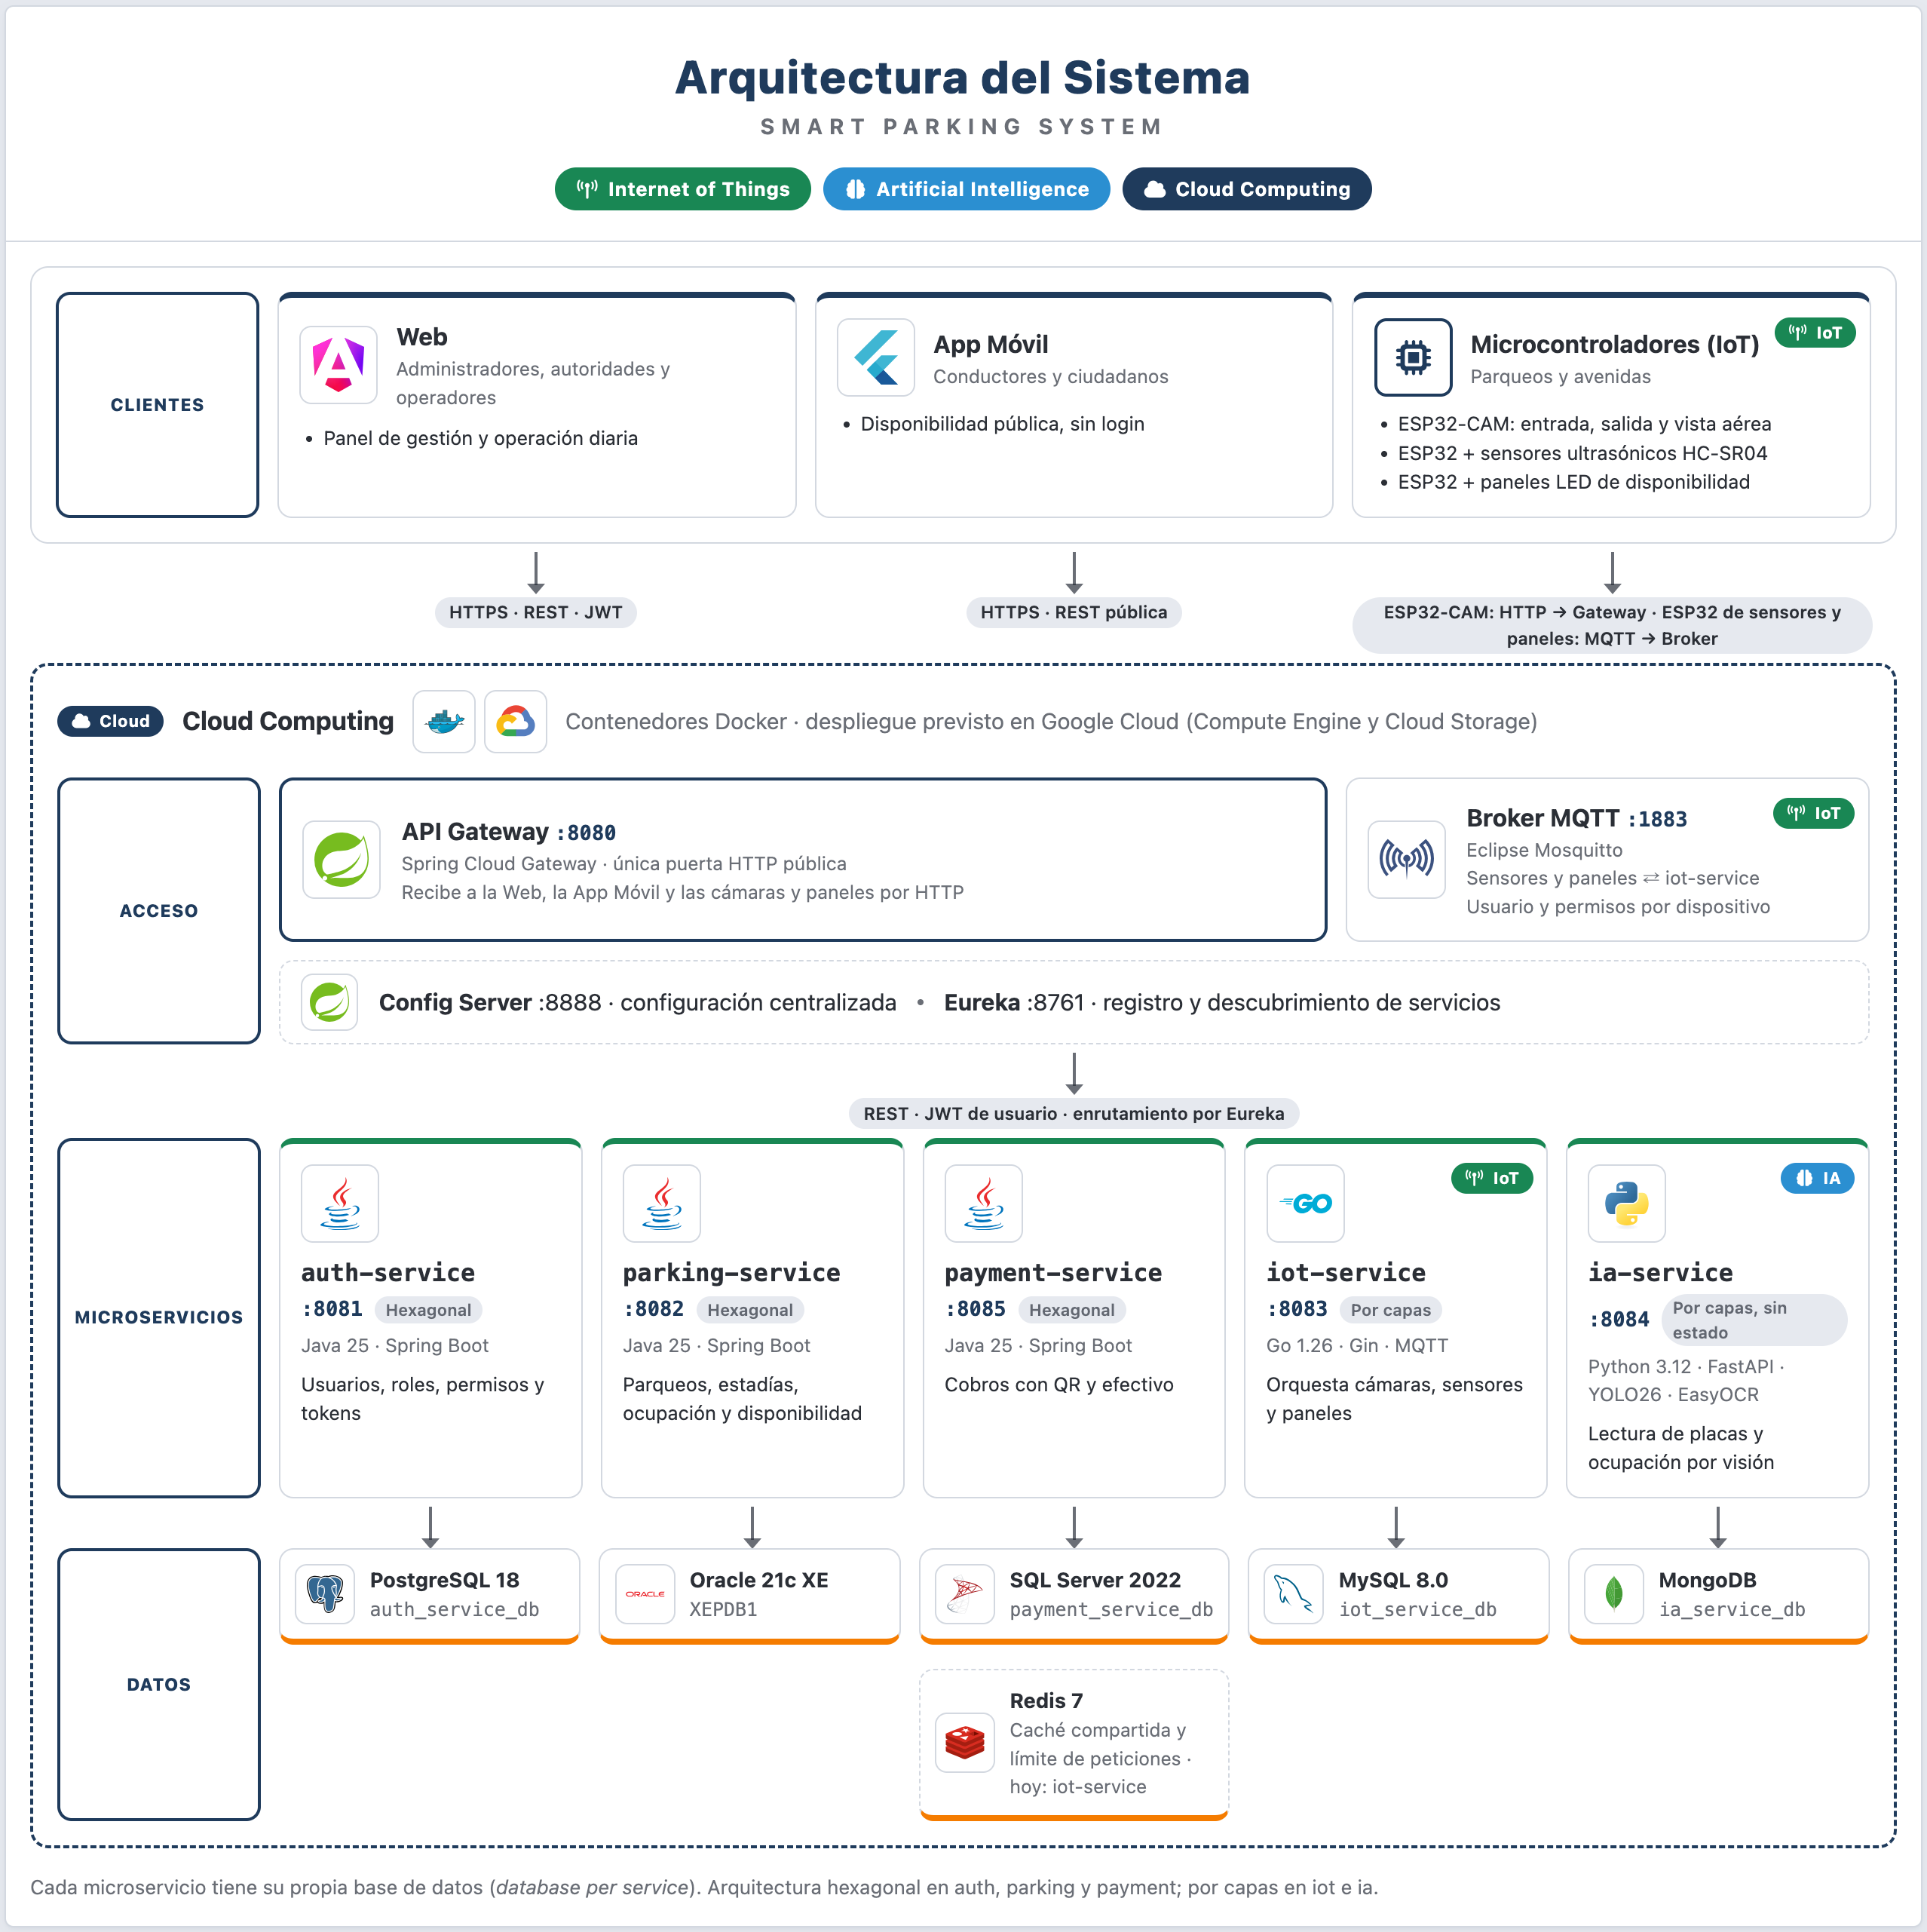 Arquitectura del Sistema
SMART PARKING SYSTEM
Internet of Things
Artificial Intelligence
Cloud Computing
CLIENTES
Web
Administradores, autoridades y
operadores
• Panel de gestión y operación diaria
App Móvil
Conductores y ciudadanos
• Disponibilidad pública, sin login
Microcontroladores (IoT)
IoT
Parqueos y avenidas
• ESP32-CAM: entrada, salida y vista aérea
• ESP32 + sensores ultrasónicos HC-SR04
• ESP32 + paneles LED de disponibilidad
HTTPS · REST · JWT
HTTPS · REST pública
ESP32-CAM: HTTP → Gateway · ESP32 de sensores y
paneles: MQTT → Broker
Cloud
Cloud Computing
Contenedores Docker · despliegue previsto en Google Cloud (Compute Engine y Cloud Storage)
ACCESO
API Gateway :8080
Spring Cloud Gateway · única puerta HTTP pública
Recibe a la Web, la App Móvil y las cámaras y paneles por HTTP
Broker MQTT :1883
IoT
Eclipse Mosquitto
Sensores y paneles ⇄ iot-service
Usuario y permisos por dispositivo
Config Server :8888 · configuración centralizada • Eureka :8761 · registro y descubrimiento de servicios
REST · JWT de usuario · enrutamiento por Eureka
MICROSERVICIOS
auth-service
:8081 Hexagonal
Java 25 · Spring Boot
Usuarios, roles, permisos y
tokens
parking-service
:8082 Hexagonal
Java 25 · Spring Boot
Parqueos, estadías,
ocupación y disponibilidad
payment-service
:8085 Hexagonal
Java 25 · Spring Boot
Cobros con QR y efectivo
GO
IoT
iot-service
:8083 Por capas
Go 1.26 · Gin · MQTT
Orquesta cámaras, sensores
y paneles
IA
ia-service
:8084 Por capas, sin
estado
Python 3.12 · FastAPI ·
YOLO26 · EasyOCR
Lectura de placas y
ocupación por visión
DATOS
PostgreSQL 18
auth_service_db
ORACLE
Oracle 21c XE
XEPDB1
SQL Server 2022
payment_service_db
MySQL 8.0
iot_service_db
MongoDB
ia_service_db
Redis 7
Caché compartida y
límite de peticiones ·
hoy: iot-service
Cada microservicio tiene su propia base de datos (database per service). Arquitectura hexagonal en auth, parking y payment; por capas en iot e ia.